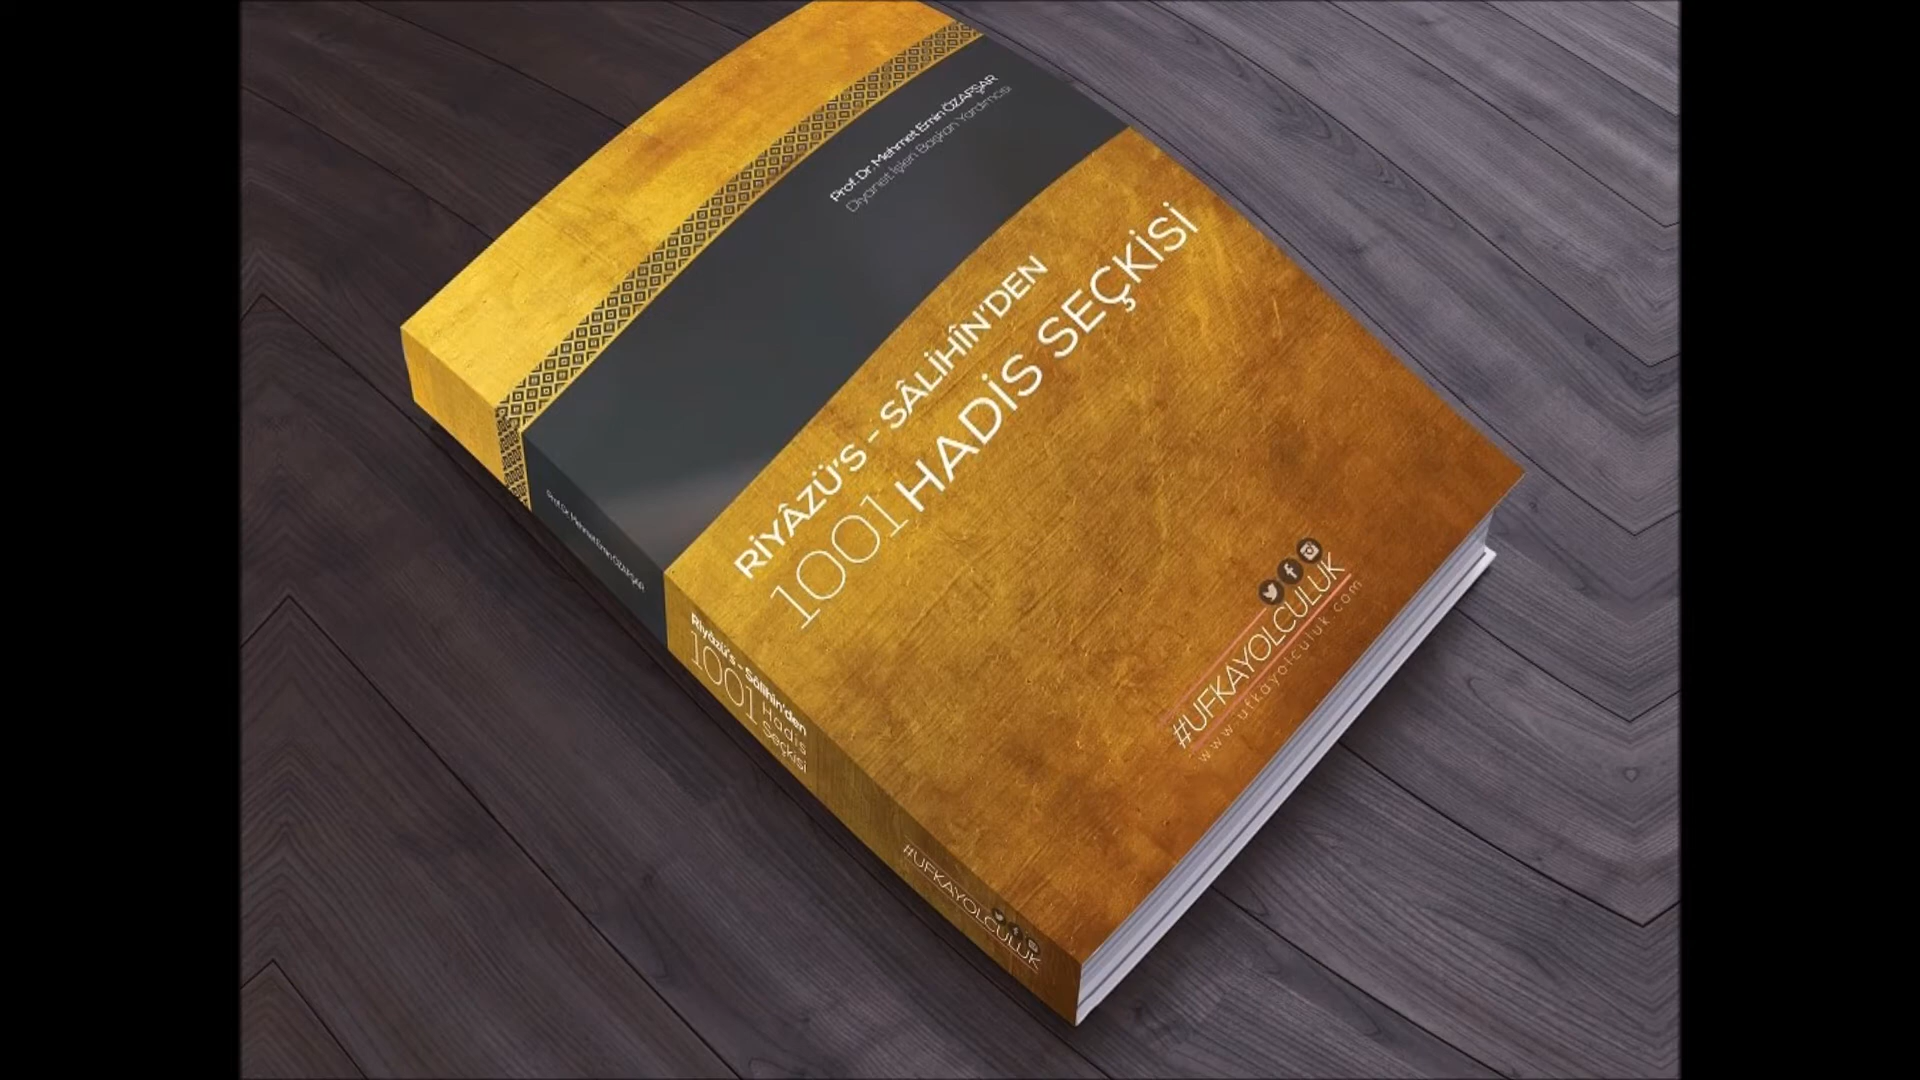 Prof. Dr. Mehmet Emin ÖZAFŞAR
Diyanet İşleri Başkan Yardımcısı
RİYÂZÜ'S - SÂLİHÎN'DEN
1001 HADİS SEÇKİSİ
#UFKAYOLCULUK
www.ufkayolculuk.com
Prof. Dr. Mehmet Emin ÖZAFŞAR
Riyâzü's - Sâlihîn'den
1001 Hadis
Seçkisi
#UFKAYOLCULUK